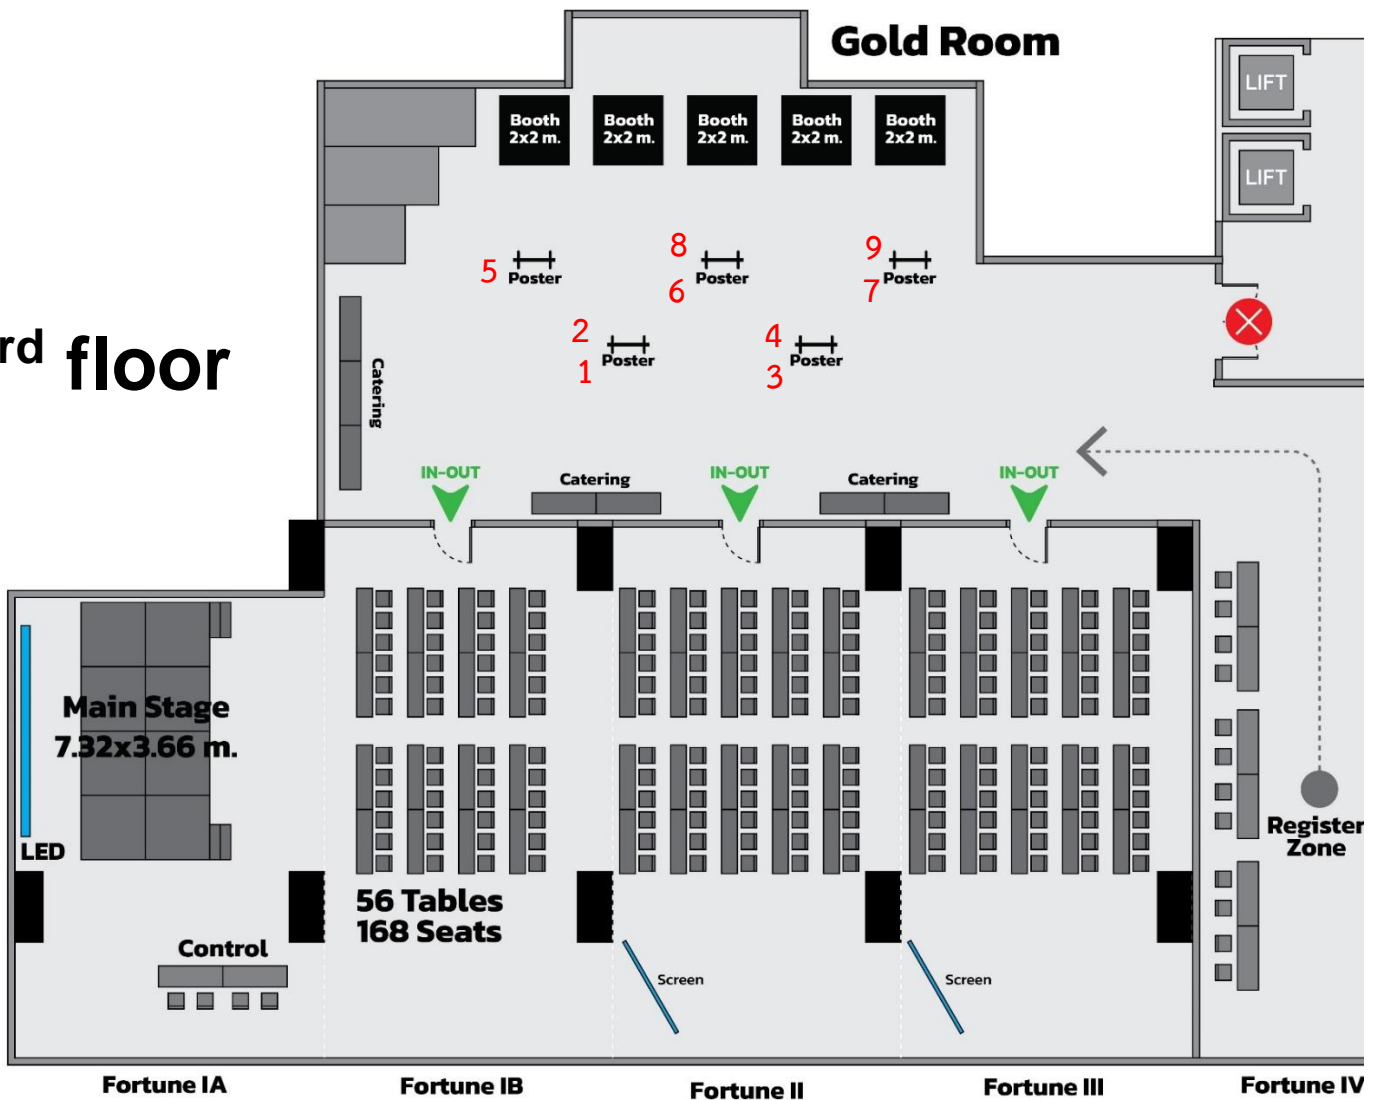 Gold Room
LIFT
LIFT
Booth
2x2 m.
Booth
2x2 m.
Booth
2x2 m.
Booth
2x2 m.
Booth
2x2 m.
5
Poster
8
6
Poster
9
7
Poster
2
1
Poster
4
3
Poster
rd floor
Catering
IN-OUT
Catering
IN-OUT
Catering
IN-OUT
Main Stage
7.32x3.66 m.
LED
Register
Zone
56 Tables
168 Seats
Control
Screen
Screen
Fortune IA
Fortune IB
Fortune II
Fortune III
Fortune IV